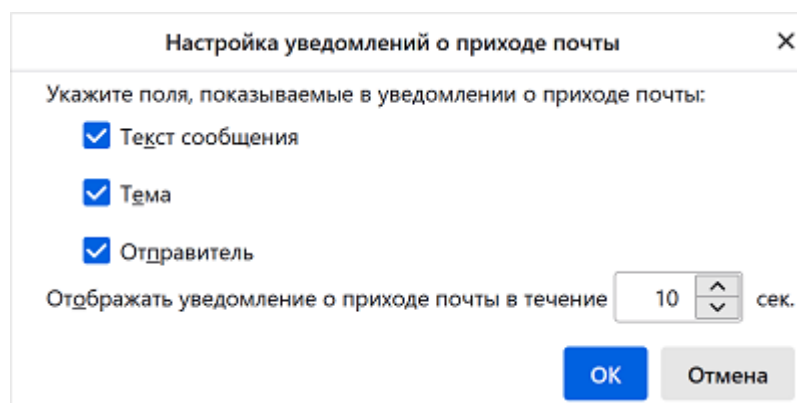 Настройка уведомлений о приходе почты
Укажите поля, показываемые в уведомлении о приходе почты:
Текст сообщения
Тема
Отправитель
Отображать уведомление о приходе почты в течение 10 сек.
ОК Отмена